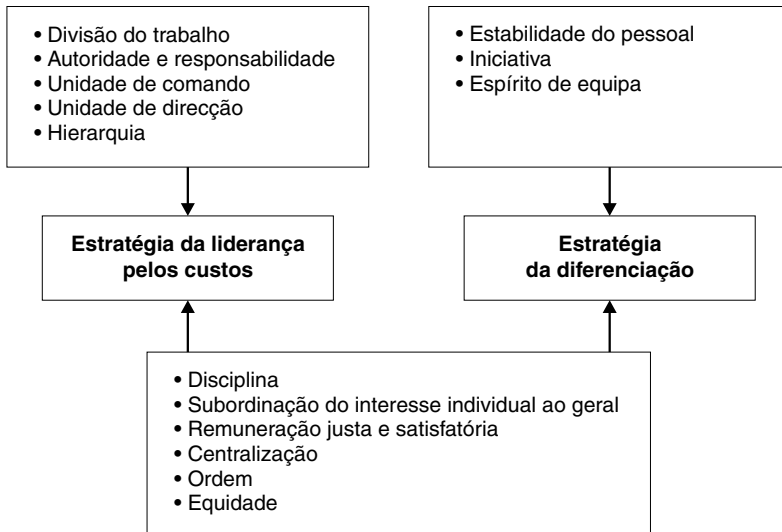 • Divisão do trabalho
• Autoridade e responsabilidade
• Unidade de comando
• Unidade de direcção
• Hierarquia
• Estabilidade do pessoal
• Iniciativa
• Espírito de equipa
Estratégia da liderança
pelos custos
Estratégia
da diferenciação
• Disciplina
• Subordinação do interesse individual ao geral
• Remuneração justa e satisfatória
• Centralização
• Ordem
• Equidade